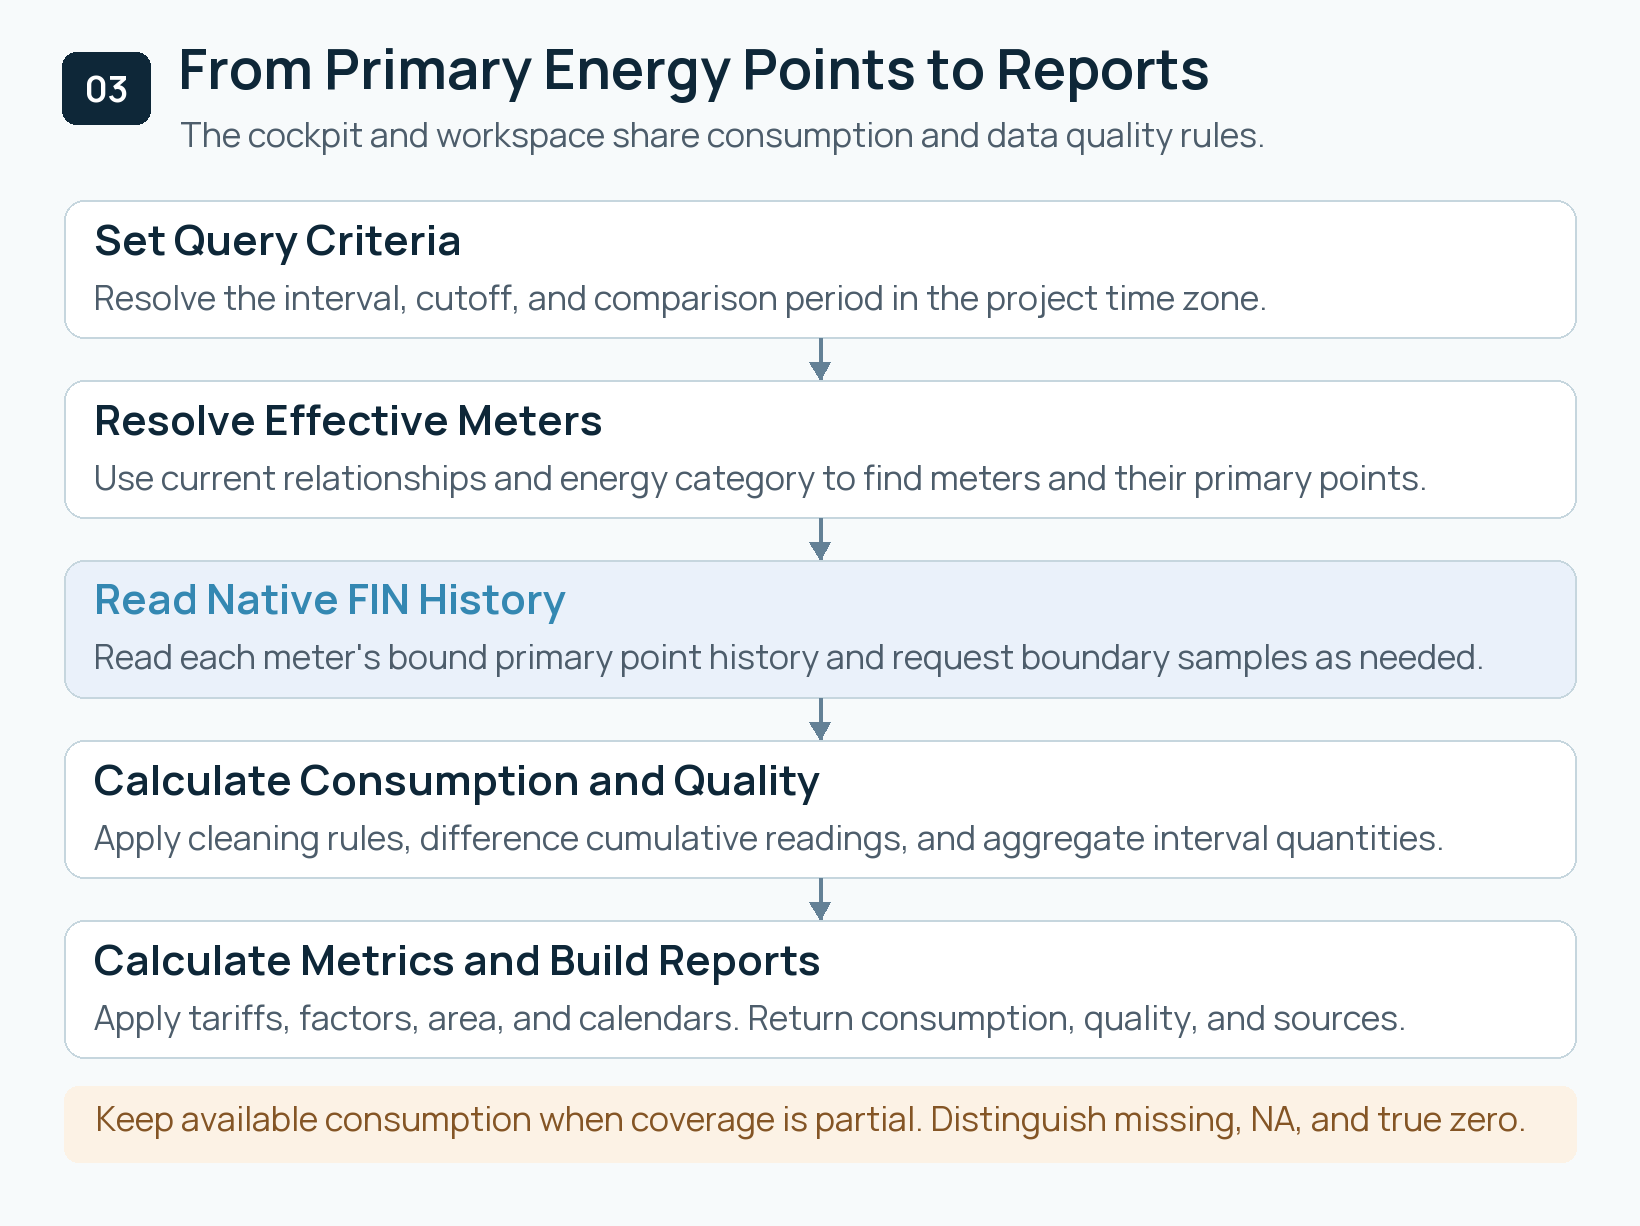 03
From Primary Energy Points to Reports
The cockpit and workspace share consumption and data quality rules.
Set Query Criteria
Resolve the interval, cutoff, and comparison period in the project time zone.
Resolve Effective Meters
Use current relationships and energy category to find meters and their primary points.
Read Native FIN History
Read each meter's bound primary point history and request boundary samples as needed.
Calculate Consumption and Quality
Apply cleaning rules, difference cumulative readings, and aggregate interval quantities.
Calculate Metrics and Build Reports
Apply tariffs, factors, area, and calendars. Return consumption, quality, and sources.
Keep available consumption when coverage is partial. Distinguish missing, NA, and true zero.